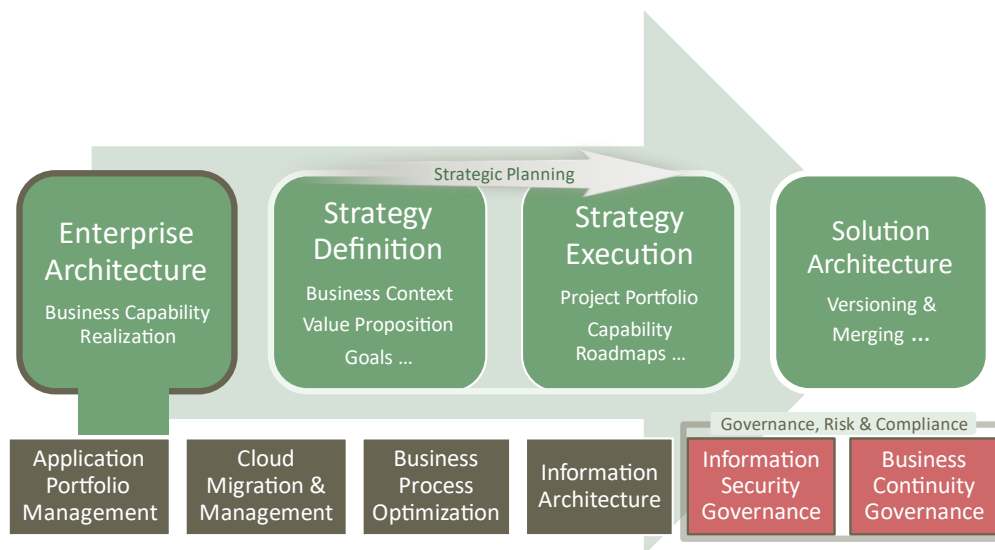 Strategic Planning
Enterprise
Architecture
Business Capability
Realization
Strategy
Definition
Business Context
Value Proposition
Goals ...
Strategy
Execution
Project Portfolio
Capability
Roadmaps ...
Solution
Architecture
Versioning &
Merging ...
Governance, Risk & Compliance
Application
Portfolio
Management
Cloud
Migration &
Management
Business
Process
Optimization
Information
Architecture
Information
Security
Governance
Business
Continuity
Governance